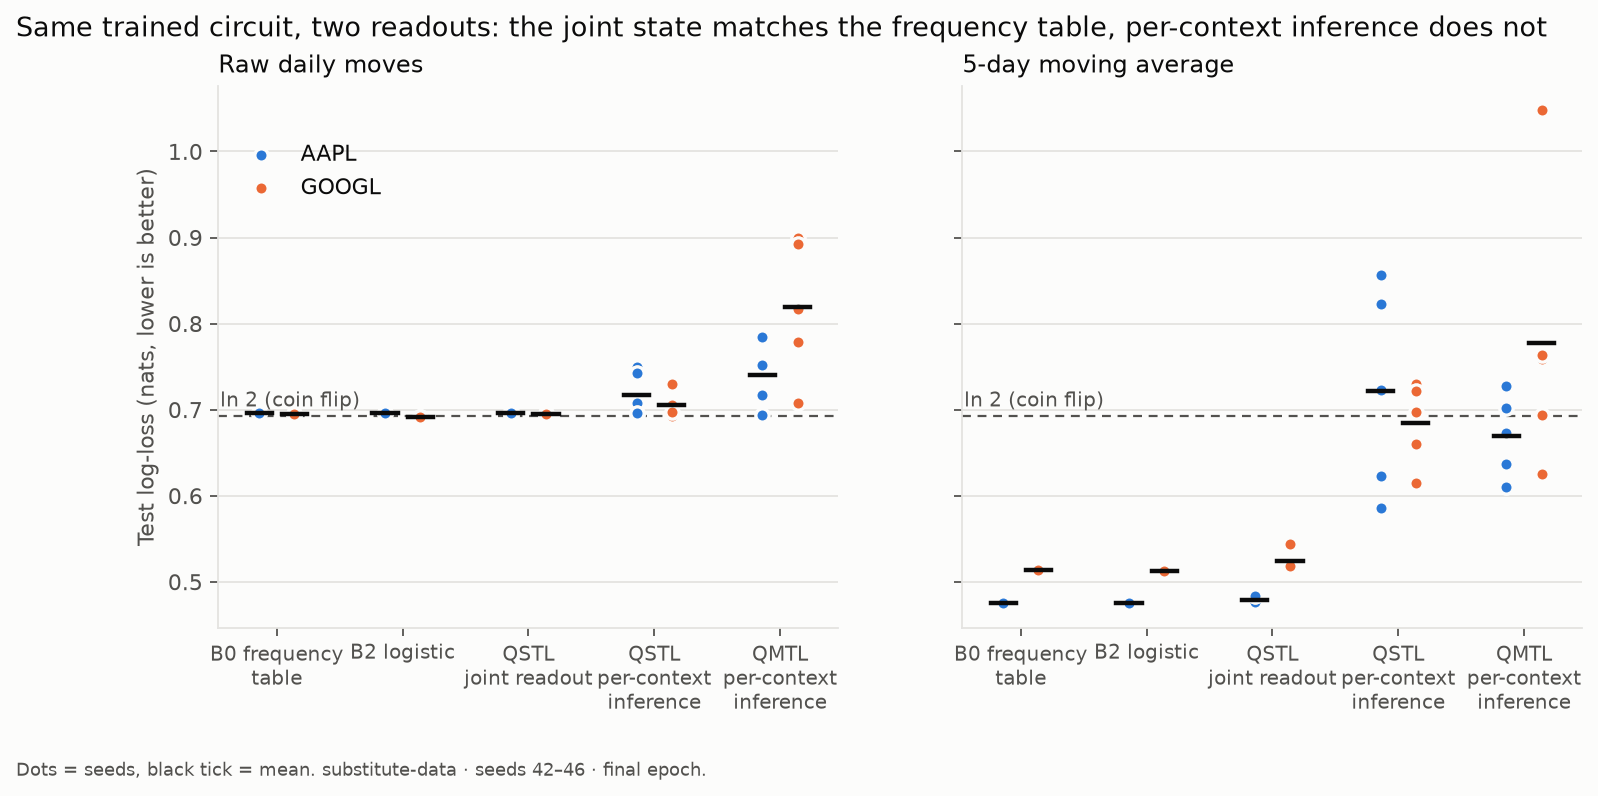 Same trained circuit, two readouts: the joint state matches the frequency table, per-context inference does not
Raw daily moves
Test log-loss (nats, lower is better)
1.0
0.9
0.8
0.7
0.6
0.5
AAPL
GOOGL
ln 2 (coin flip)
B0 frequency
table
B2 logistic
QSTL
joint readout
QSTL
per-context
inference
QMTL
per-context
inference
5-day moving average
ln 2 (coin flip)
B0 frequency
table
B2 logistic
QSTL
joint readout
QSTL
per-context
inference
QMTL
per-context
inference
Dots = seeds, black tick = mean. substitute-data · seeds 42–46 · final epoch.